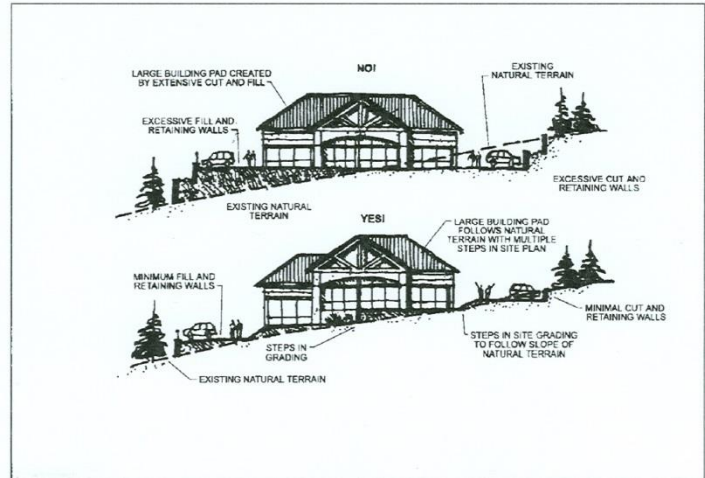 NO!
LARGE BUILDING PAD CREATED
BY EXTENSIVE CUT AND FILL
EXISTING
NATURAL TERRAIN
EXCESSIVE FILL AND
RETAINING WALLS
EXCESSIVE CUT AND
RETAINING WALLS
EXISTING NATURAL
TERRAIN
YES!
LARGE BUILDING PAD
FOLLOWS NATURAL
TERRAIN WITH MULTIPLE
STEPS IN SITE PLAN
MINIMUM FILL AND
RETAINING WALLS
MINIMAL CUT AND
RETAINING WALLS
STEPS IN
GRADING
STEPS IN SITE GRADING
TO FOLLOW SLOPE OF
NATURAL TERRAIN
EXISTING NATURAL TERRAIN